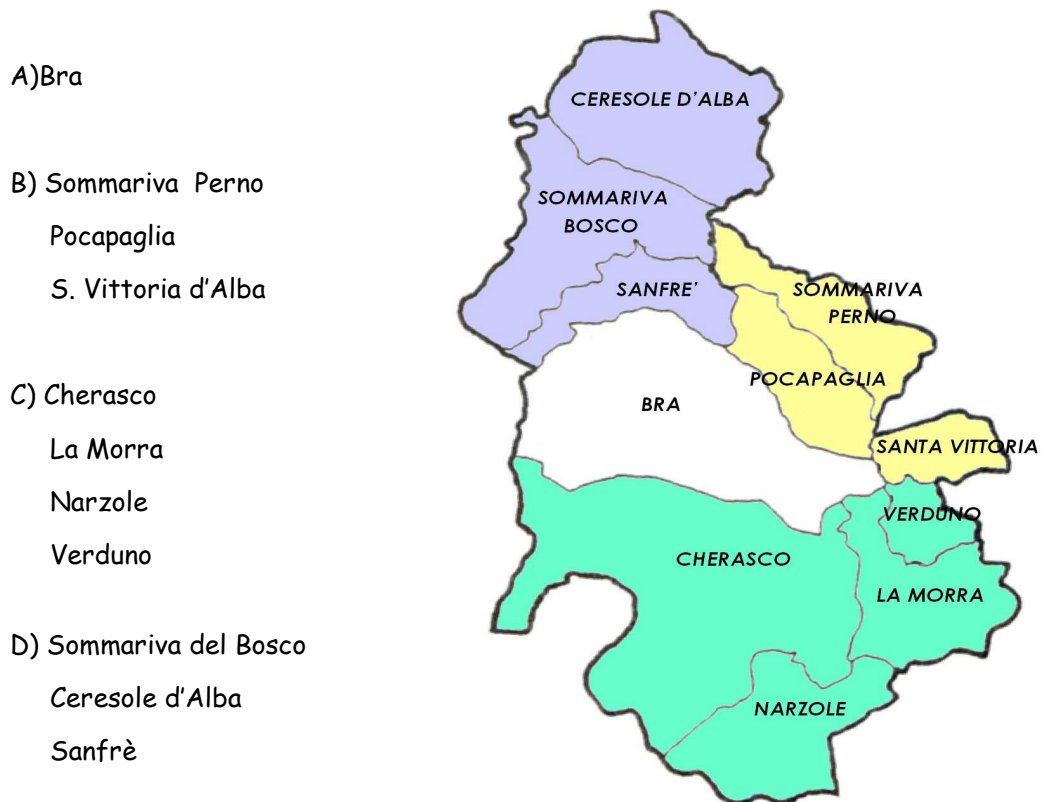 A)Bra
B) Sommariva Perno
Pocapaglia
S. Vittoria d'Alba
C) Cherasco
La Morra
Narzole
Verduno
D) Sommariva del Bosco
Ceresole d'Alba
Sanfrè
CERESOLE D'ALBA
SOMMARIVA
BOSCO
SANFRE'
SOMMARIVA
PERNO
POCAPAGLIA
BRA
SANTA VITTORIA
VERDUNO
CHERASCO
LA MORRA
NARZOLE